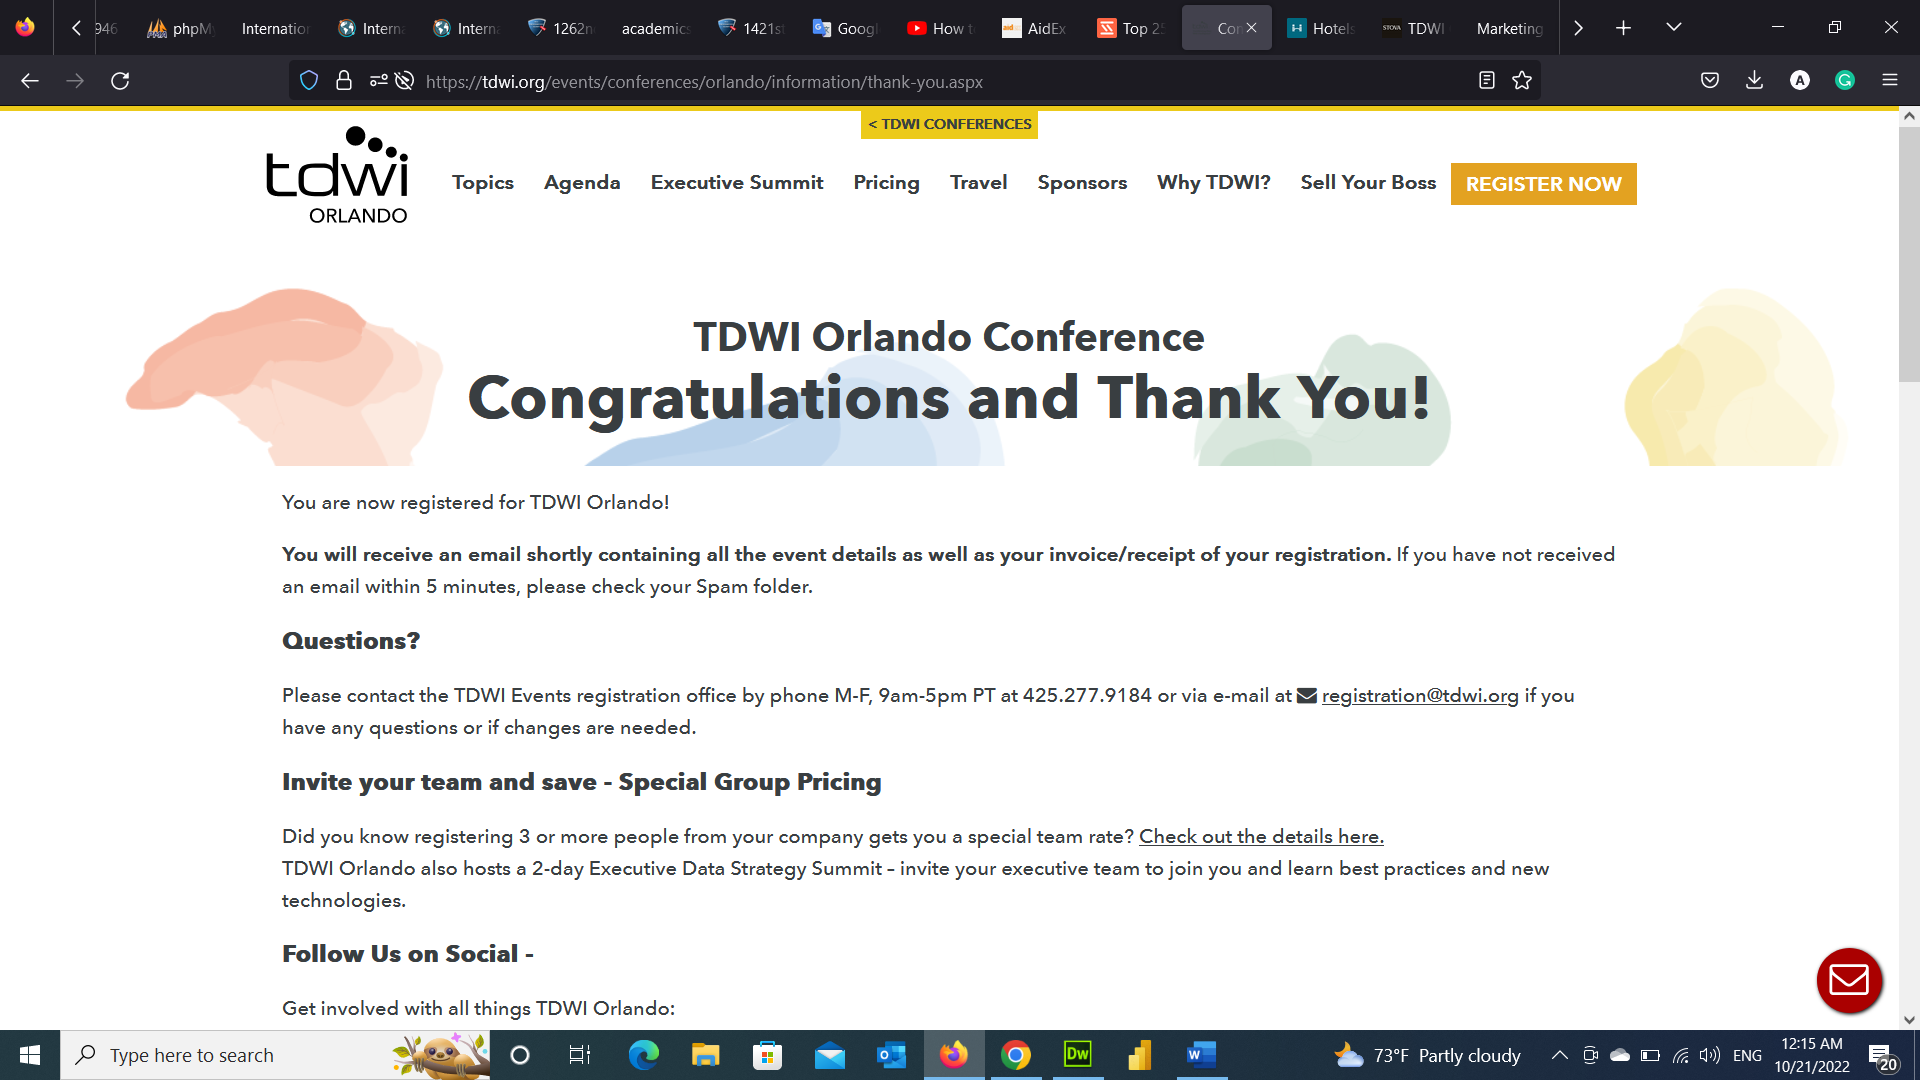 946
phpMy
Internation
Interna
Interna
1262n
academics
1421s
Googl
How t
AidEx
Top 25
Con
Hotels
STOVA
TDWI
Marketing
https://tdwi.org/events/conferences/orlando/information/thank-you.aspx
A
G
< TDWI CONFERENCES
tdwi
ORLANDO
Topics
Agenda
Executive Summit
Pricing
Travel
Sponsors
Why TDWI?
Sell Your Boss
REGISTER NOW
TDWI Orlando Conference
Congratulations and Thank You!
You are now registered for TDWI Orlando!
You will receive an email shortly containing all the event details as well as your invoice/receipt of your registration. If you have not received
an email within 5 minutes, please check your Spam folder.
Questions?
Please contact the TDWI Events registration office by phone M-F, 9am-5pm PT at 425.277.9184 or via e-mail at registration@tdwi.org if you
have any questions or if changes are needed.
Invite your team and save - Special Group Pricing
Did you know registering 3 or more people from your company gets you a special team rate? Check out the details here.
TDWI Orlando also hosts a 2-day Executive Data Strategy Summit – invite your executive team to join you and learn best practices and new
technologies.
Follow Us on Social -
Get involved with all things TDWI Orlando:
Type here to search
Dw
W
73°F Partly cloudy
ENG
12:15 AM
10/21/2022
20